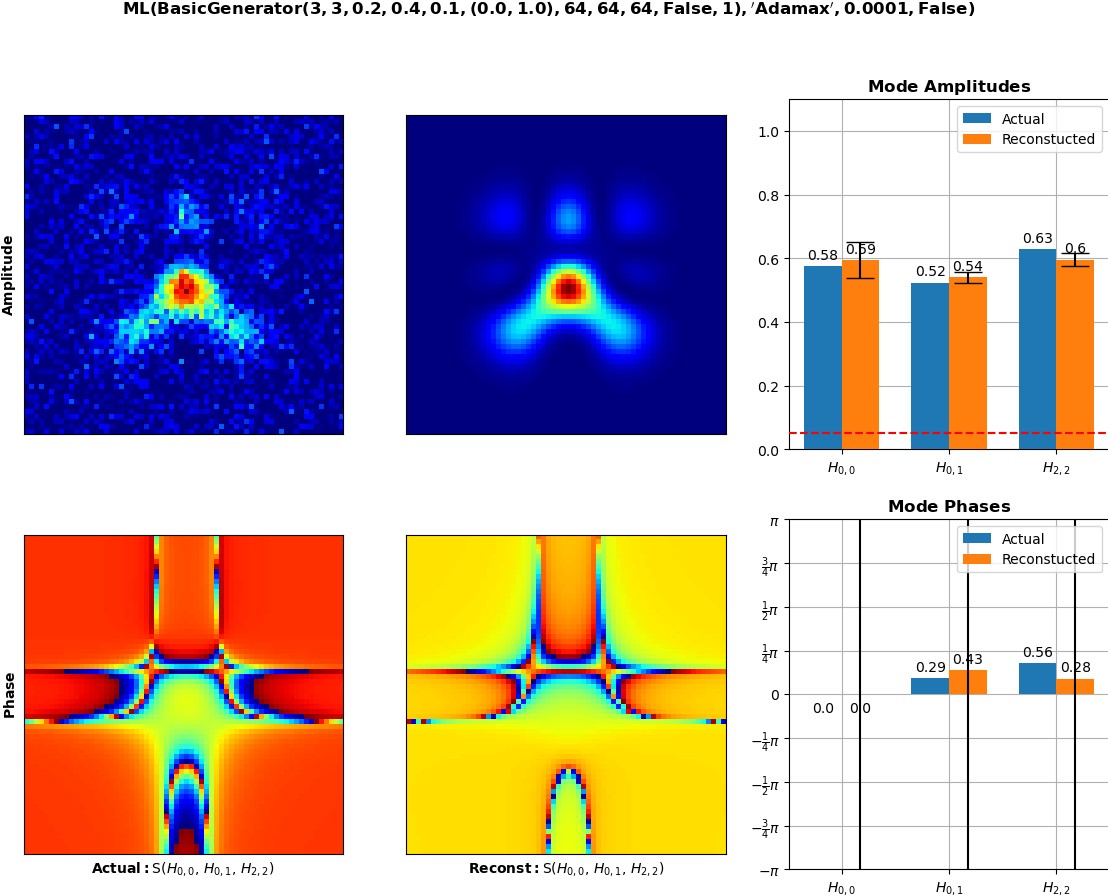 ML(BasicGenerator(3, 3, 0.2, 0.4, 0.1, (0.0, 1.0), 64, 64, 64, False, 1), ′Adamax′, 0.0001, False)
Mode Amplitudes
Amplitude
1.0
0.8
0.6
0.4
0.2
0.0
Actual
Reconstucted
0.58
0.59
0.52
0.54
0.63
0.6
H0,0
H0,1
H2,2
Mode Phases
Phase
π
3/4π
1/2π
1/4π
0
−1/4π
−1/2π
−3/4π
−π
Actual
Reconstucted
0.0
0.0
0.29
0.43
0.56
0.28
H0,0
H0,1
H2,2
Actual: S(H0,0, H0,1, H2,2)
Reconst: S(H0,0, H0,1, H2,2)